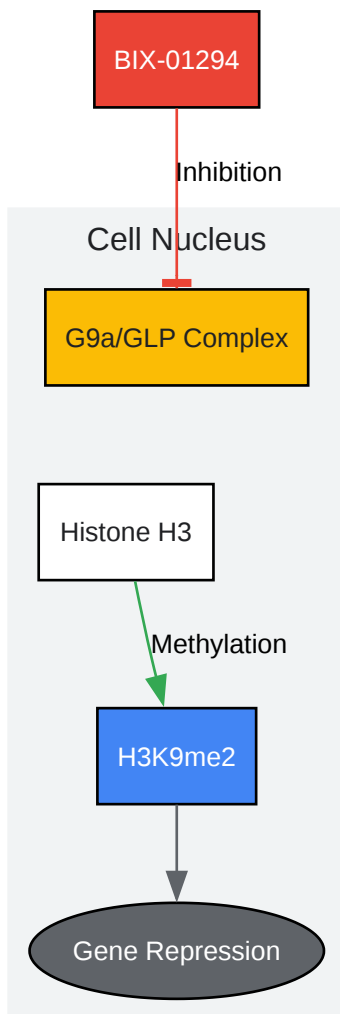 BIX-01294
Inhibition
Cell Nucleus
G9a/GLP Complex
Histone H3
Methylation
H3K9me2
Gene Repression